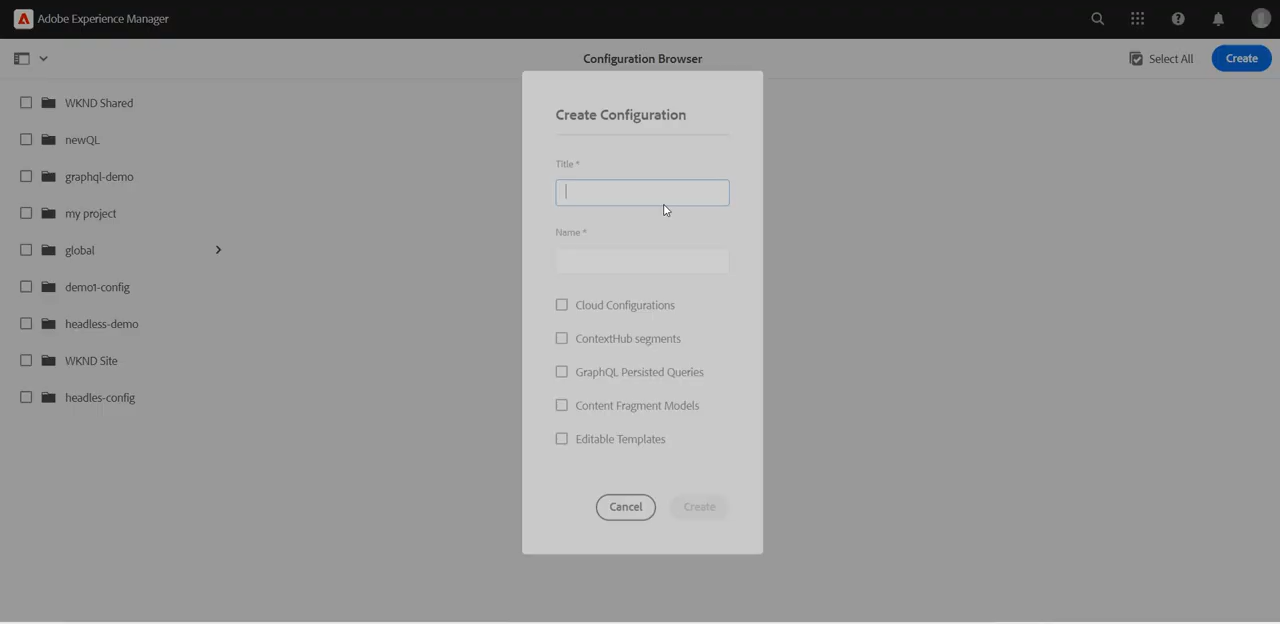 Adobe Experience Manager
Configuration Browser
Select All
Create
WKND Shared
newQL
graphql-demo
my project
global
demo1-config
headless-demo
WKND Site
headles-config
Create Configuration
Title *
Name *
Cloud Configurations
ContextHub segments
GraphQL Persisted Queries
Content Fragment Models
Editable Templates
Cancel
Create